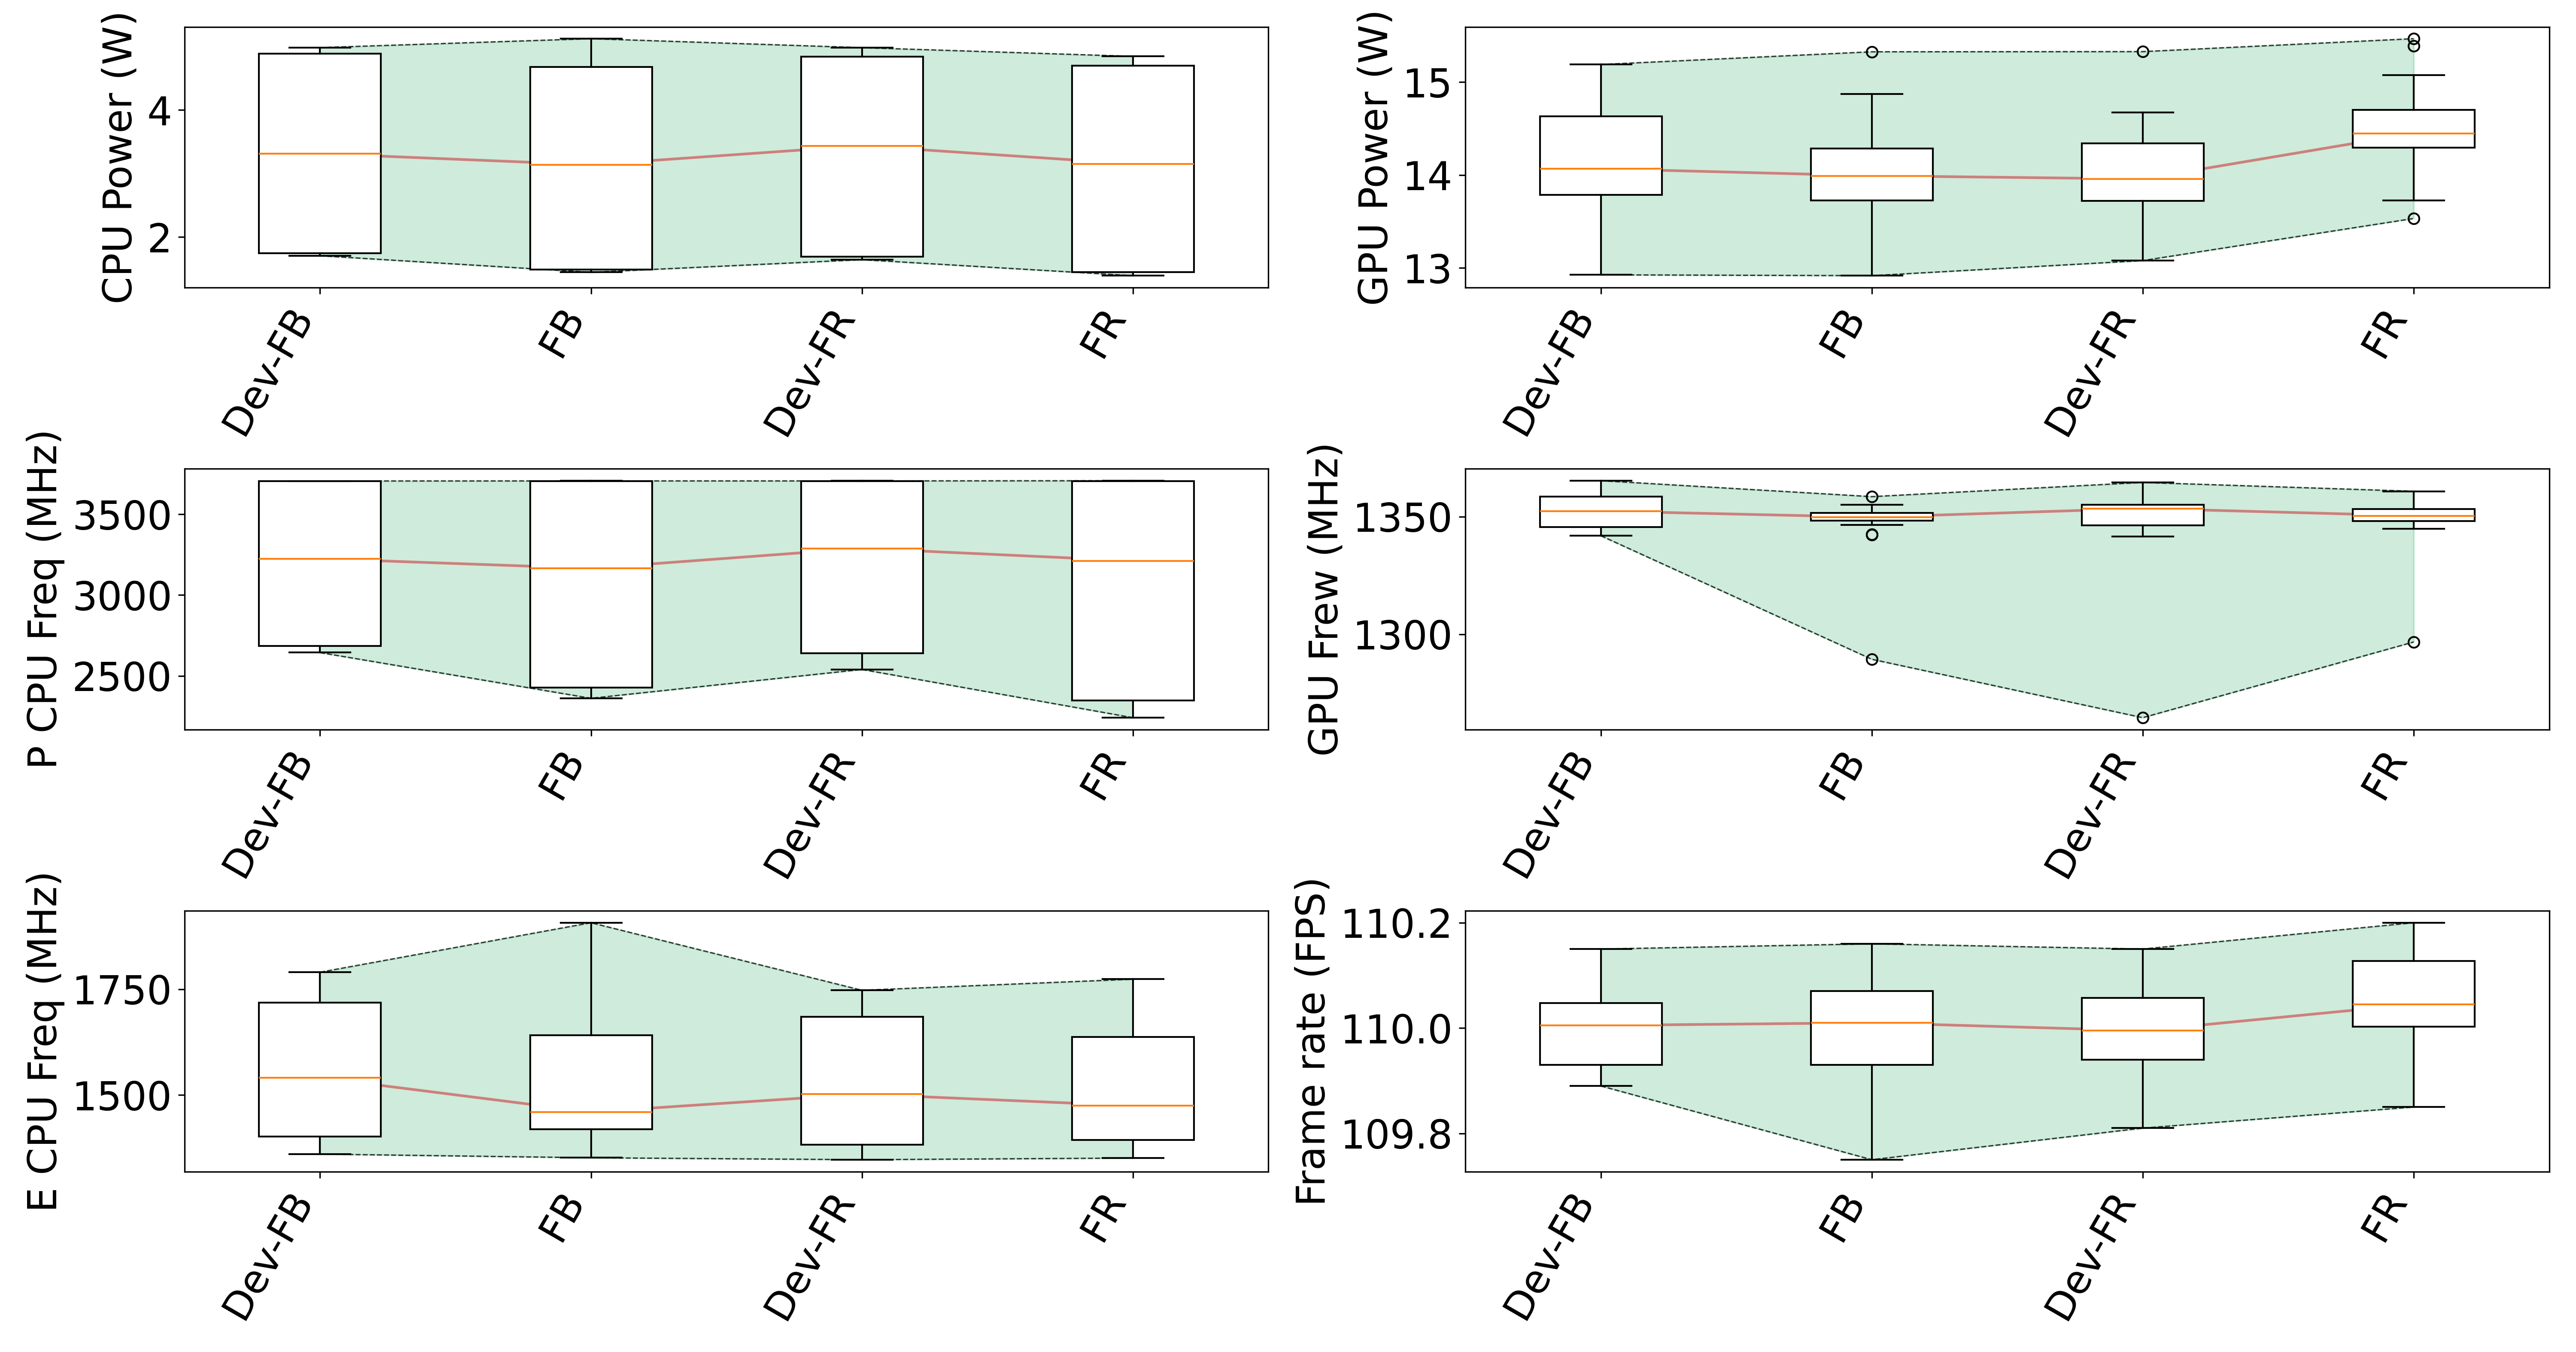 CPU Power (W)
4
2
Dev-FB
FB
Dev-FR
FR
GPU Power (W)
15
14
13
Dev-FB
FB
Dev-FR
FR
P CPU Freq (MHz)
3500
3000
2500
Dev-FB
FB
Dev-FR
FR
GPU Frew (MHz)
1350
1300
Dev-FB
FB
Dev-FR
FR
E CPU Freq (MHz)
1750
1500
Dev-FB
FB
Dev-FR
FR
Frame rate (FPS)
110.2
110.0
109.8
Dev-FB
FB
Dev-FR
FR